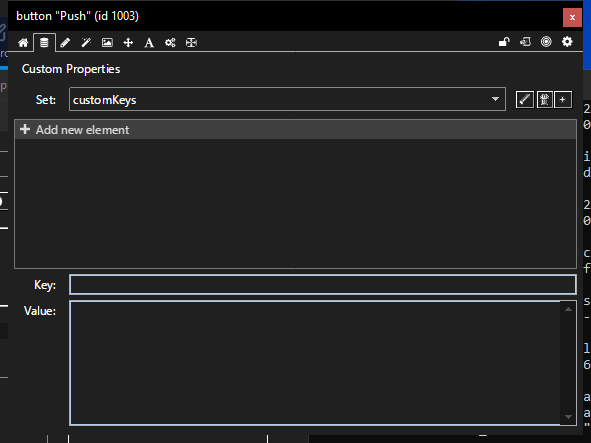 button "Push" (id 1003)
x
A
Custom Properties
Set: customKeys
+
+ Add new element
Key:
Value: